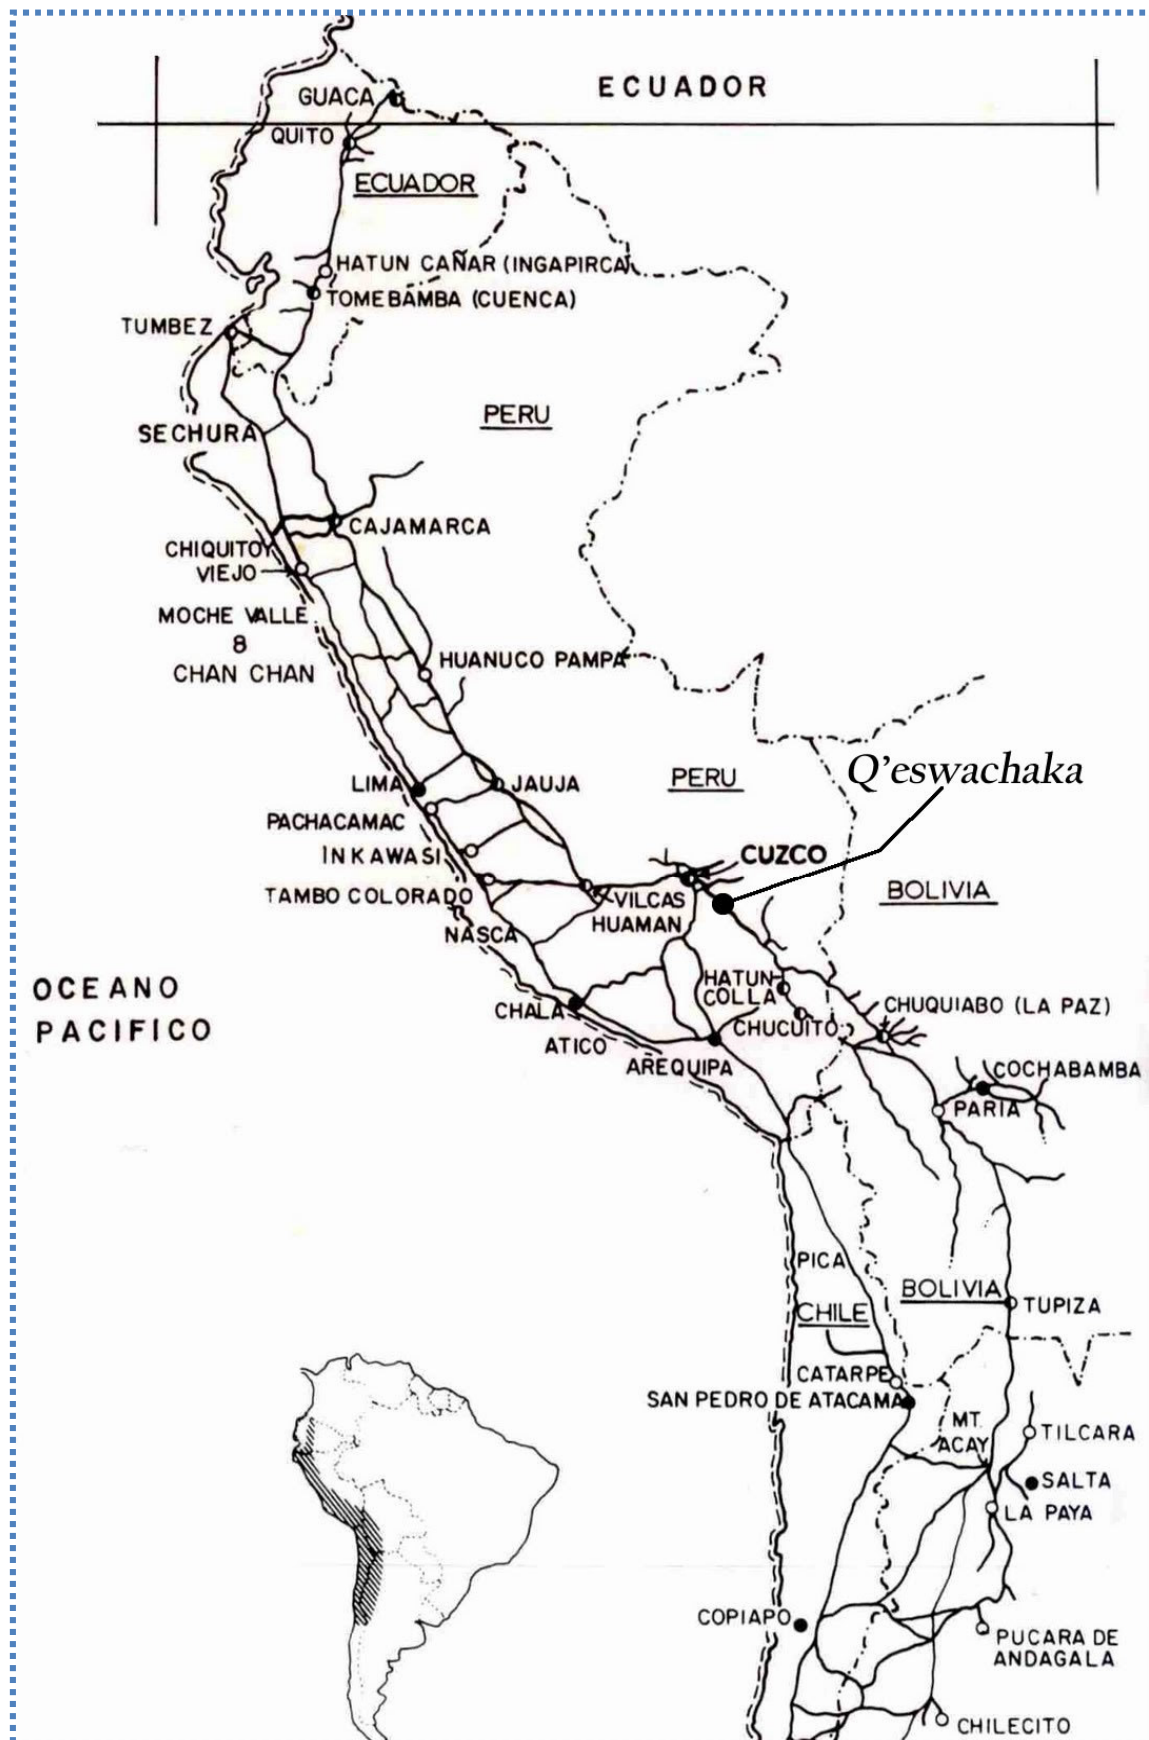 ECUADOR
GUACA
QUITO
ECUADOR
HATUN CAÑAR (INGAPIRCA)
TOMEBAMBA (CUENCA)
TUMBEZ
PERU
SECHURA
CAJAMARCA
CHIQUITOY
VIEJO
MOCHE VALLE
8
CHAN CHAN
HUANUCO PAMPA
LIMA
JAUJA
PERU
Q'eswachaka
PACHACAMAC
INKAWASI
CUZCO
TAMBO COLORADO
VILCAS
HUAMAN
BOLIVIA
NASCA
OCEANO
PACIFICO
HATUN
COLLA
CHALA
CHUCUITO
CHUQUIABO (LA PAZ)
ATICO
AREQUIPA
COCHABAMBA
PARIA
PICA
BOLIVIA
TUPIZA
CHILE
CATARPE
SAN PEDRO DE ATACAMA
MT.
ACAY
TILCARA
SALTA
LA PAYA
COPIAPO
PUCARA DE
ANDAGALA
CHILECITO